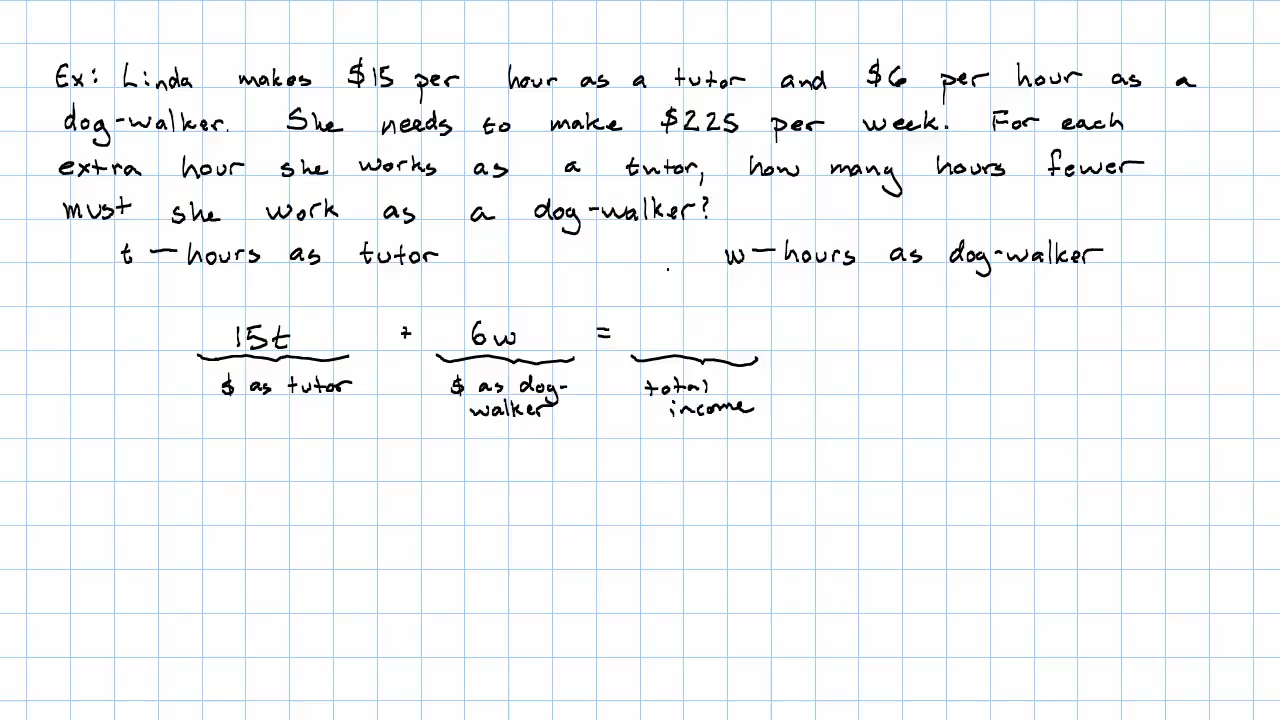 Ex: Linda makes $15 per hour as a tutor and $6 per hour as a
dog-walker. She needs to make $225 per week. For each
extra hour she works as a tutor, how many hours fewer
must she work as a dog-walker?
t — hours as tutor w — hours as dog-walker
15t + 6w =
$ as tutor $ as dog- total
walker income